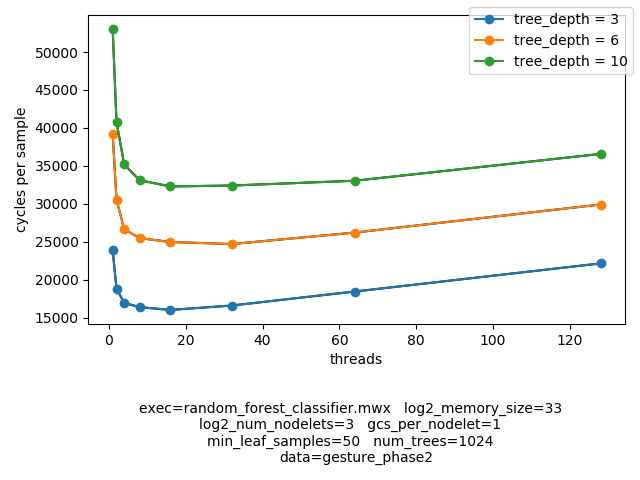 tree_depth = 3
tree_depth = 6
tree_depth = 10
50000
45000
40000
35000
30000
25000
20000
15000
cycles per sample
0 20 40 60 80 100 120
threads
exec=random_forest_classifier.mwx log2_memory_size=33
log2_num_nodelets=3 gcs_per_nodelet=1
min_leaf_samples=50 num_trees=1024
data=gesture_phase2